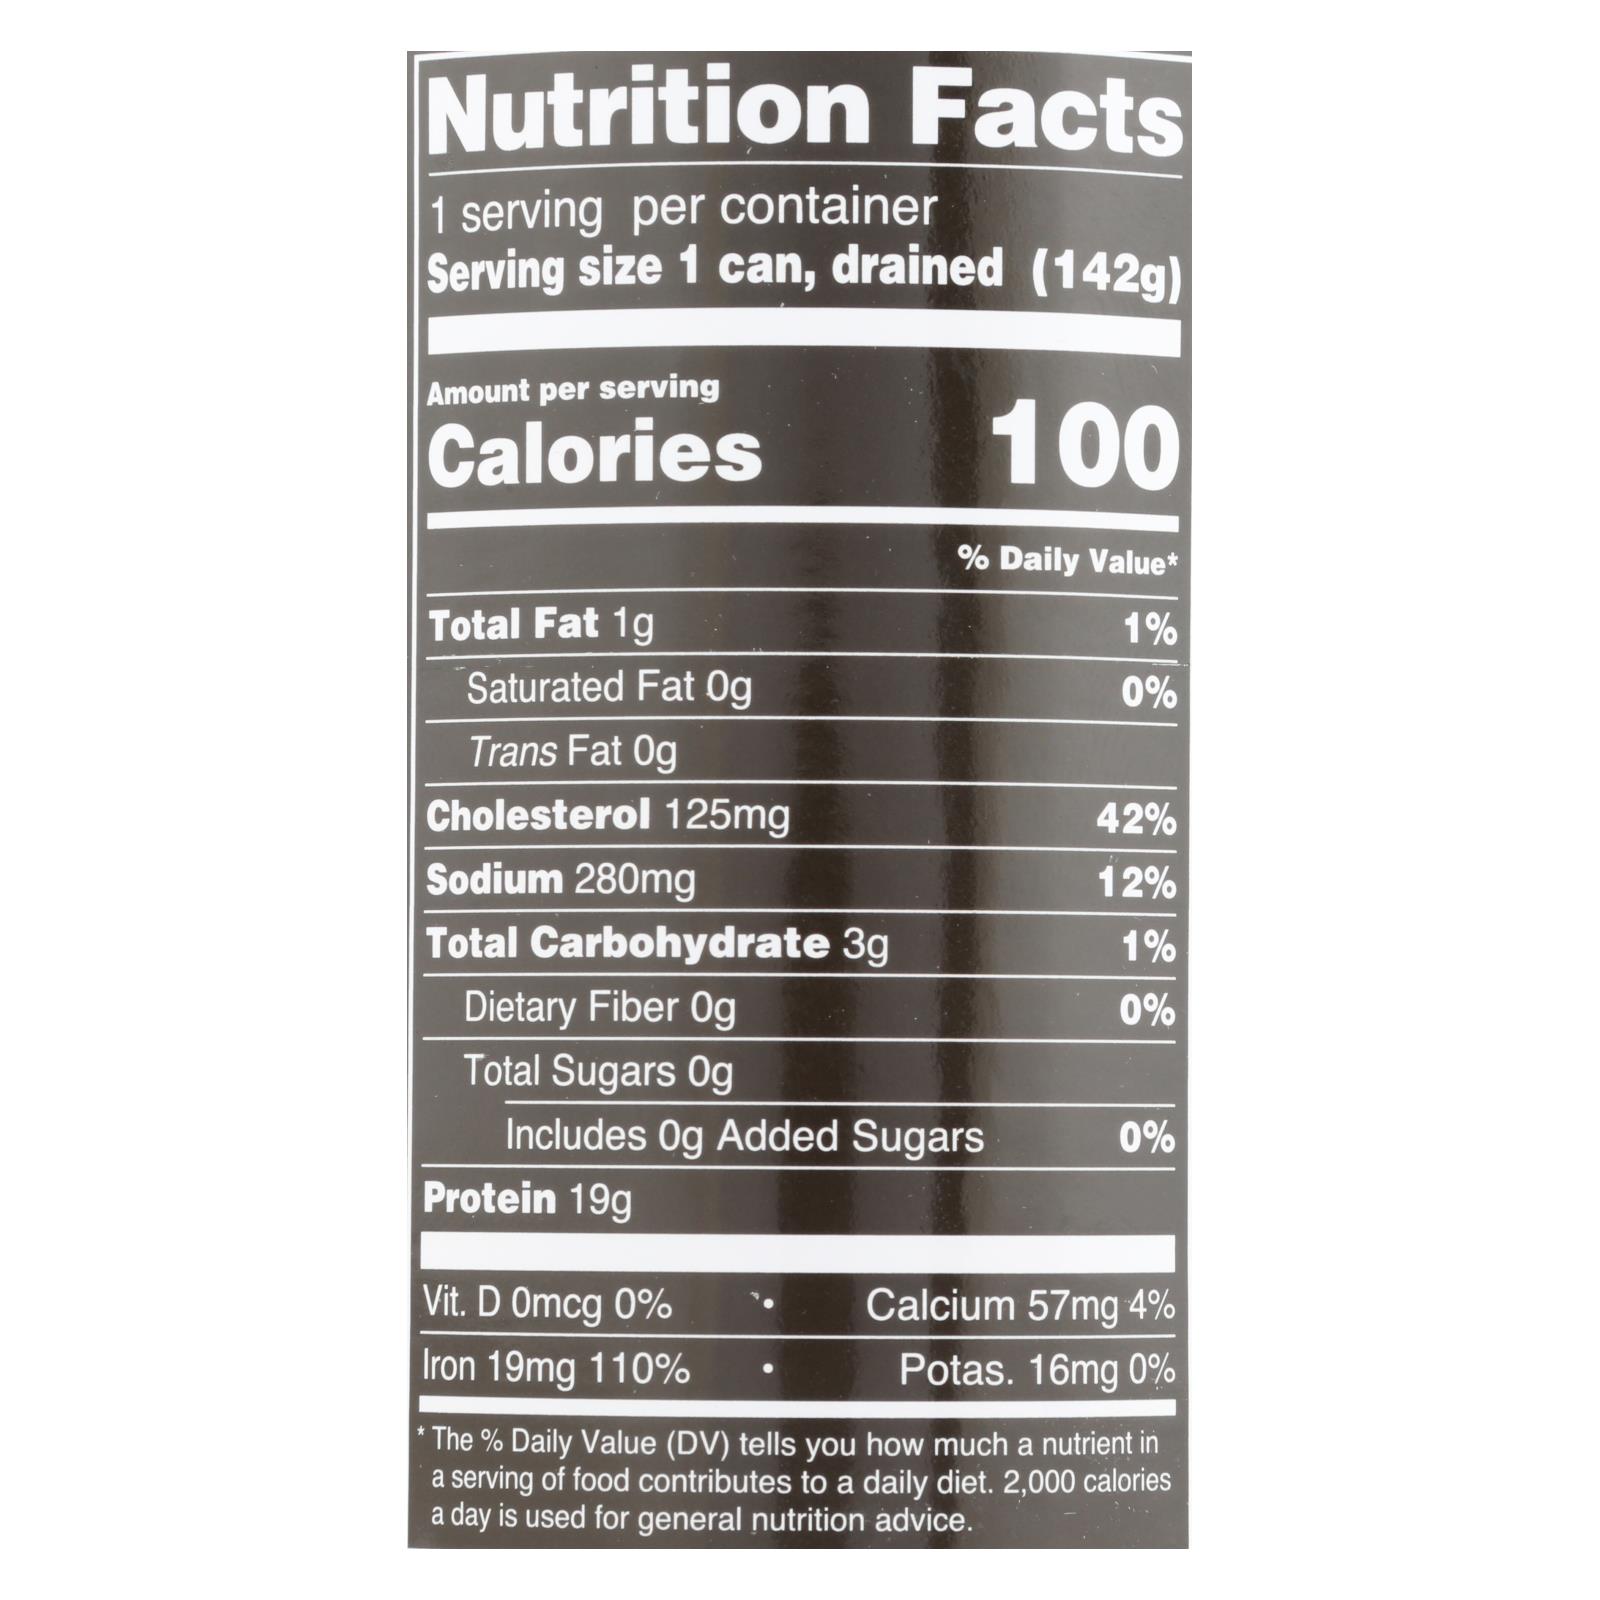 Nutrition Facts
1 serving per container
Serving size 1 can, drained (142g)
Amount per serving
Calories 100
% Daily Value*
Total Fat 1g 1%
Saturated Fat 0g 0%
Trans Fat 0g
Cholesterol 125mg 42%
Sodium 280mg 12%
Total Carbohydrate 3g 1%
Dietary Fiber 0g 0%
Total Sugars 0g
Includes 0g Added Sugars 0%
Protein 19g
Vit. D 0mcg 0% • Calcium 57mg 4%
Iron 19mg 110% • Potas. 16mg 0%
* The % Daily Value (DV) tells you how much a nutrient in
a serving of food contributes to a daily diet. 2,000 calories
a day is used for general nutrition advice.